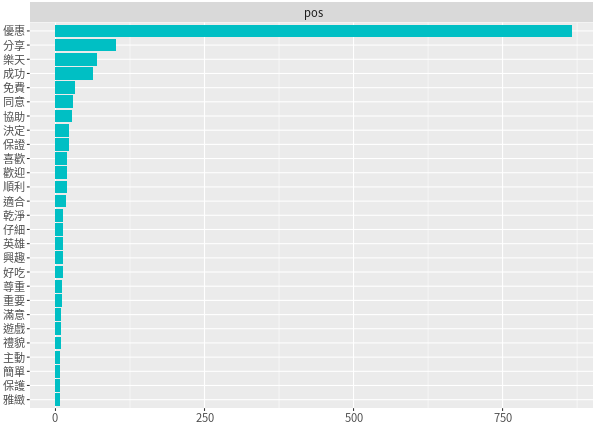 pos
優惠
分享
樂天
成功
免費
同意
協助
決定
保證
喜歡
歡迎
順利
適合
乾淨
仔細
英雄
興趣
好吃
尊重
重要
滿意
遊戲
禮貌
主動
簡單
保護
雅緻
0 250 500 750